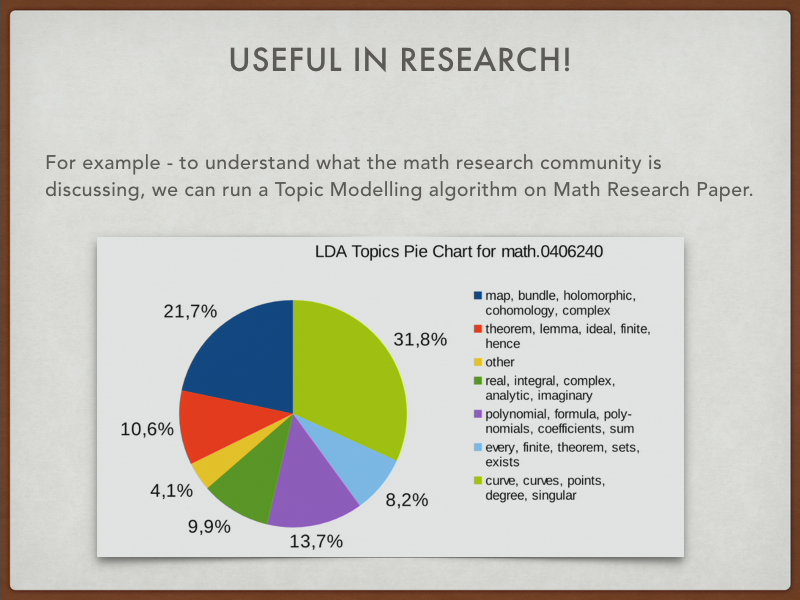 USEFUL IN RESEARCH!
For example - to understand what the math research community is
discussing, we can run a Topic Modelling algorithm on Math Research Paper.
LDA Topics Pie Chart for math.0406240
21,7%
31,8%
10,6%
4,1%
9,9%
13,7%
8,2%
map, bundle, holomorphic,
cohomology, complex
theorem, lemma, ideal, finite,
hence
other
real, integral, complex,
analytic, imaginary
polynomial, formula, poly-
nomials, coefficients, sum
every, finite, theorem, sets,
exists
curve, curves, points,
degree, singular